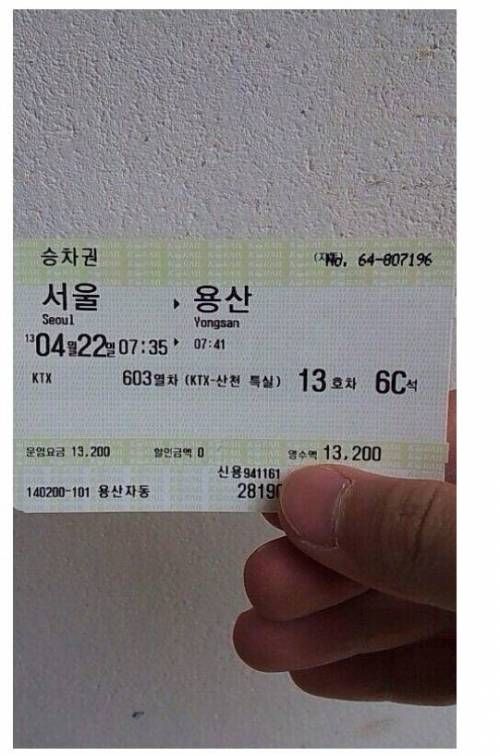 승차권 No. 64-807196
서울 ▶ 용산
Seoul Yongsan
13 04월 22일 07:35 ▶ 07:41
KTX 603열차 (KTX-산천 특실) 13호차 6C석
운임요금 13,200 할인금액 0 영수액 13,200
신용941161
140200-101 용산자동 28190